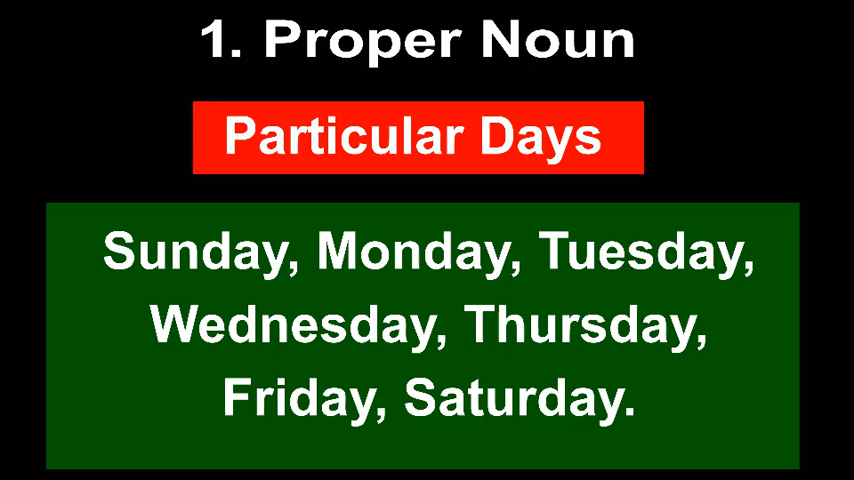 1. Proper Noun
Particular Days
Sunday, Monday, Tuesday,
Wednesday, Thursday,
Friday, Saturday.